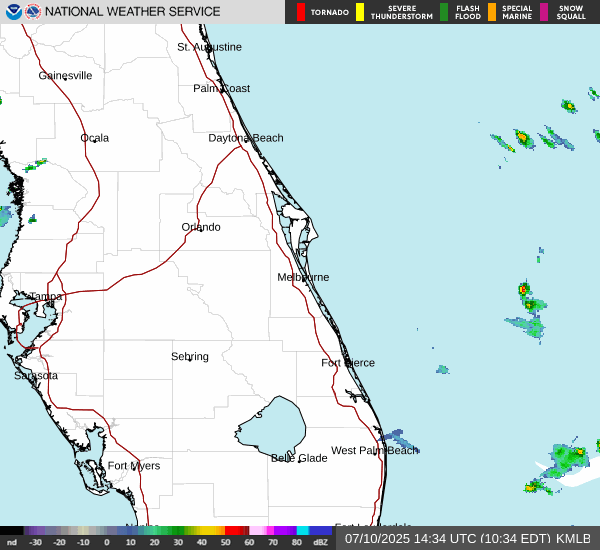 NATIONAL WEATHER SERVICE
TORNADO
SEVERE THUNDERSTORM
FLASH FLOOD
SPECIAL MARINE
SNOW SQUALL
St. Augustine
Gainesville
Palm Coast
Ocala
Daytona Beach
Orlando
Melbourne
Tampa
Sebring
Fort Pierce
Sarasota
West Palm Beach
Belle Glade
Fort Myers
nd -30 -20 -10 0 10 20 30 40 50 60 70 80 dBZ
07/10/2025 14:34 UTC (10:34 EDT) KMLB